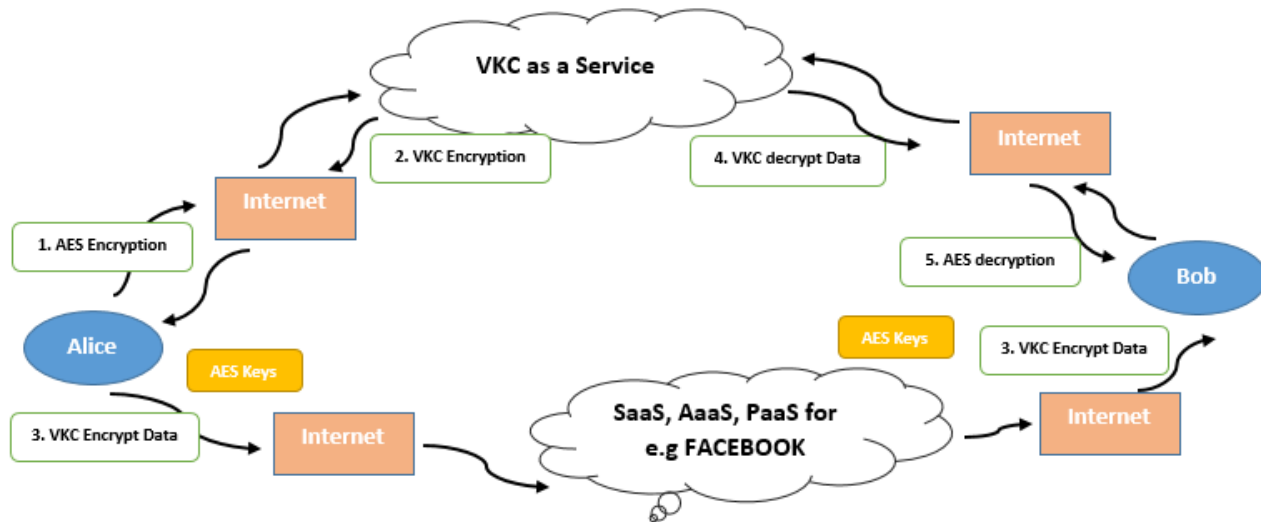 VKC as a Service
2. VKC Encryption
4. VKC decrypt Data
Internet
Internet
1. AES Encryption
5. AES decryption
Bob
Alice
AES Keys
AES Keys
3. VKC Encrypt Data
3. VKC Encrypt Data
Internet
SaaS, AaaS, PaaS for
e.g FACEBOOK
Internet